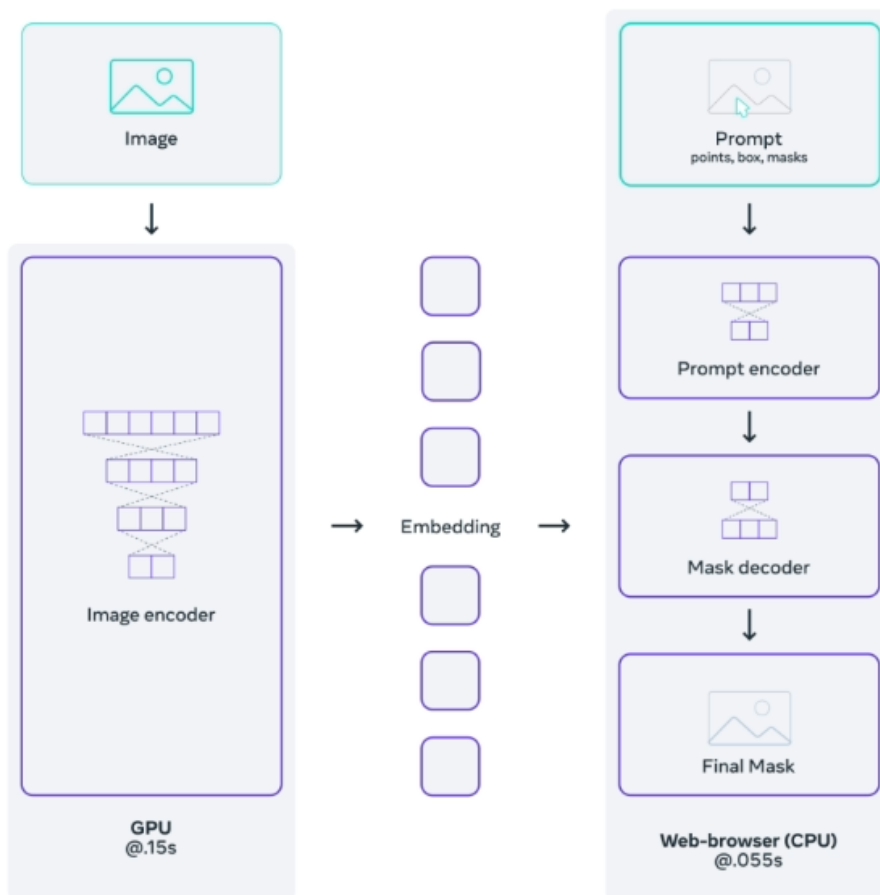 Image
Image encoder
GPU
@.15s
Embedding
Prompt
points, box, masks
Prompt encoder
Mask decoder
Final Mask
Web-browser (CPU)
@.055s